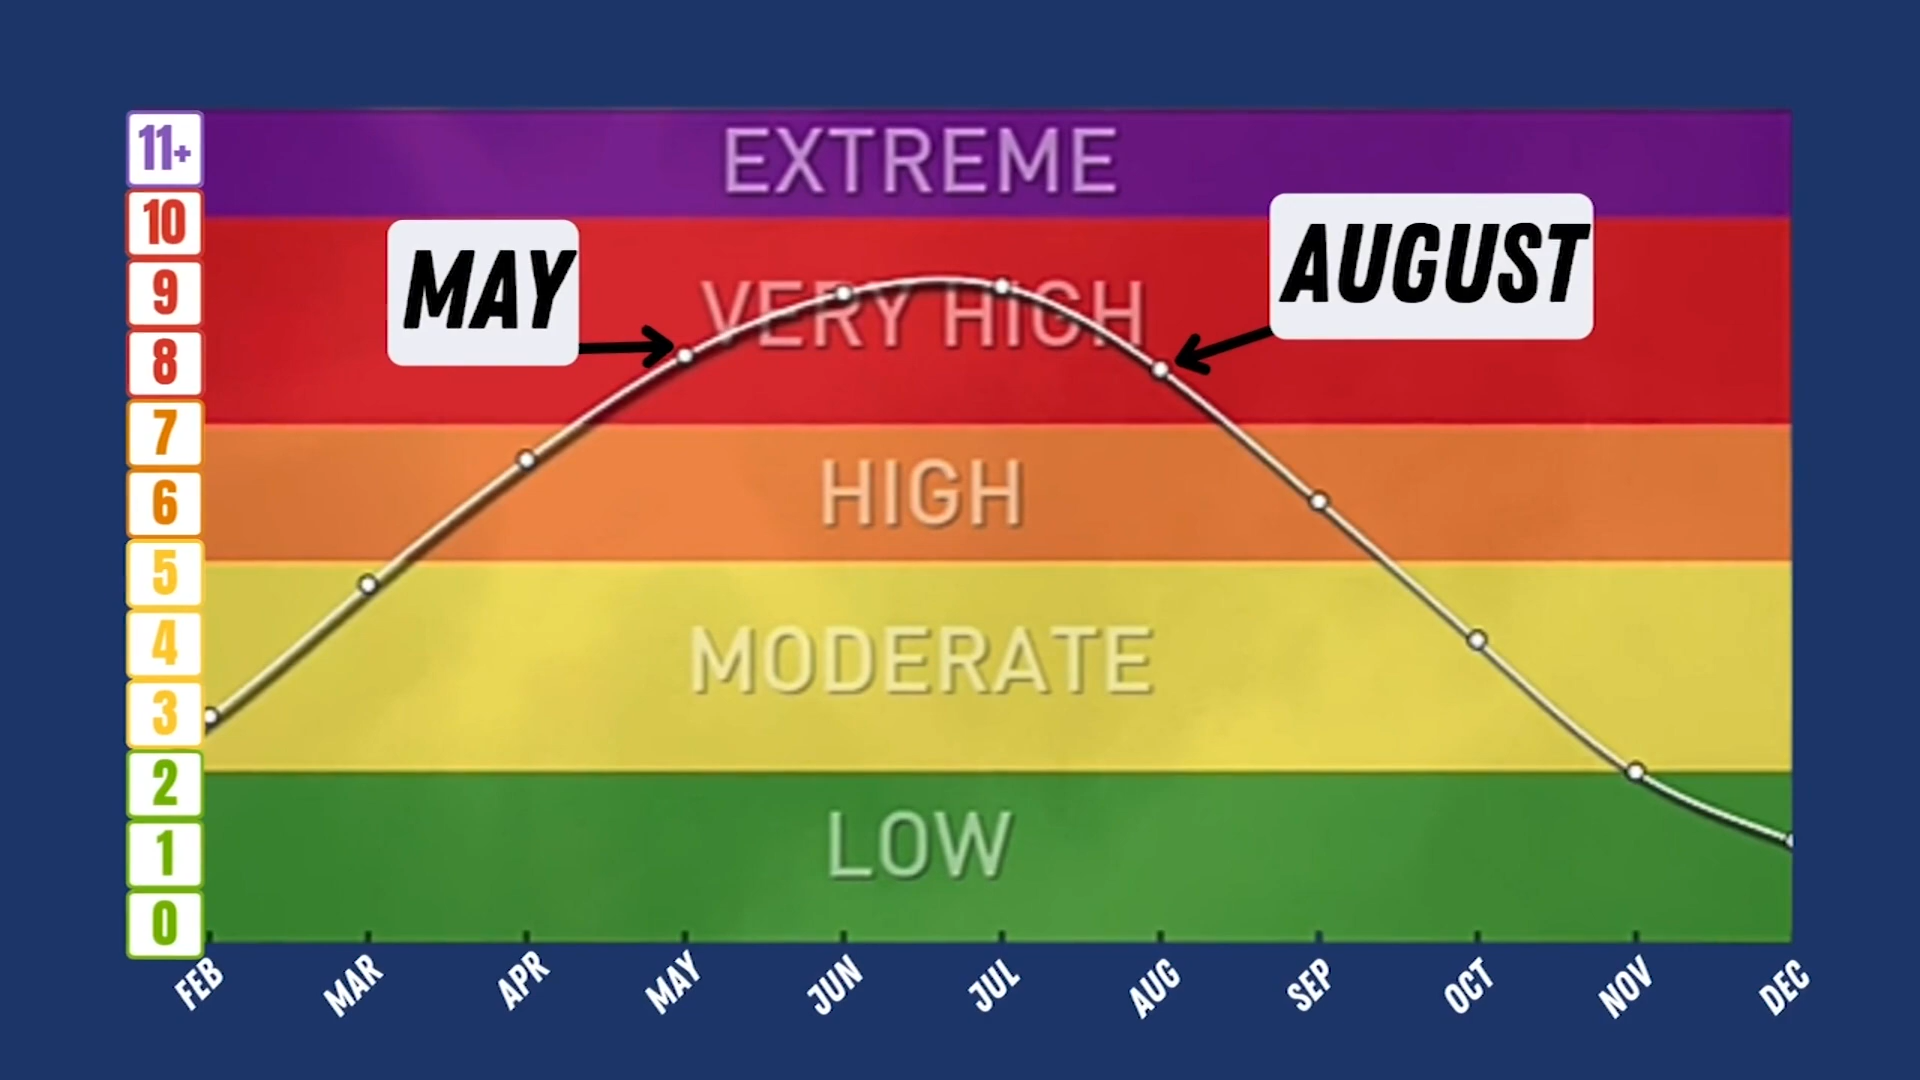 11+
EXTREME
10
MAY
AUGUST
9
VERY HIGH
8
7
HIGH
6
5
4
MODERATE
3
2
1
LOW
0
FEB MAR APR MAY JUN JUL AUG SEP OCT NOV DEC